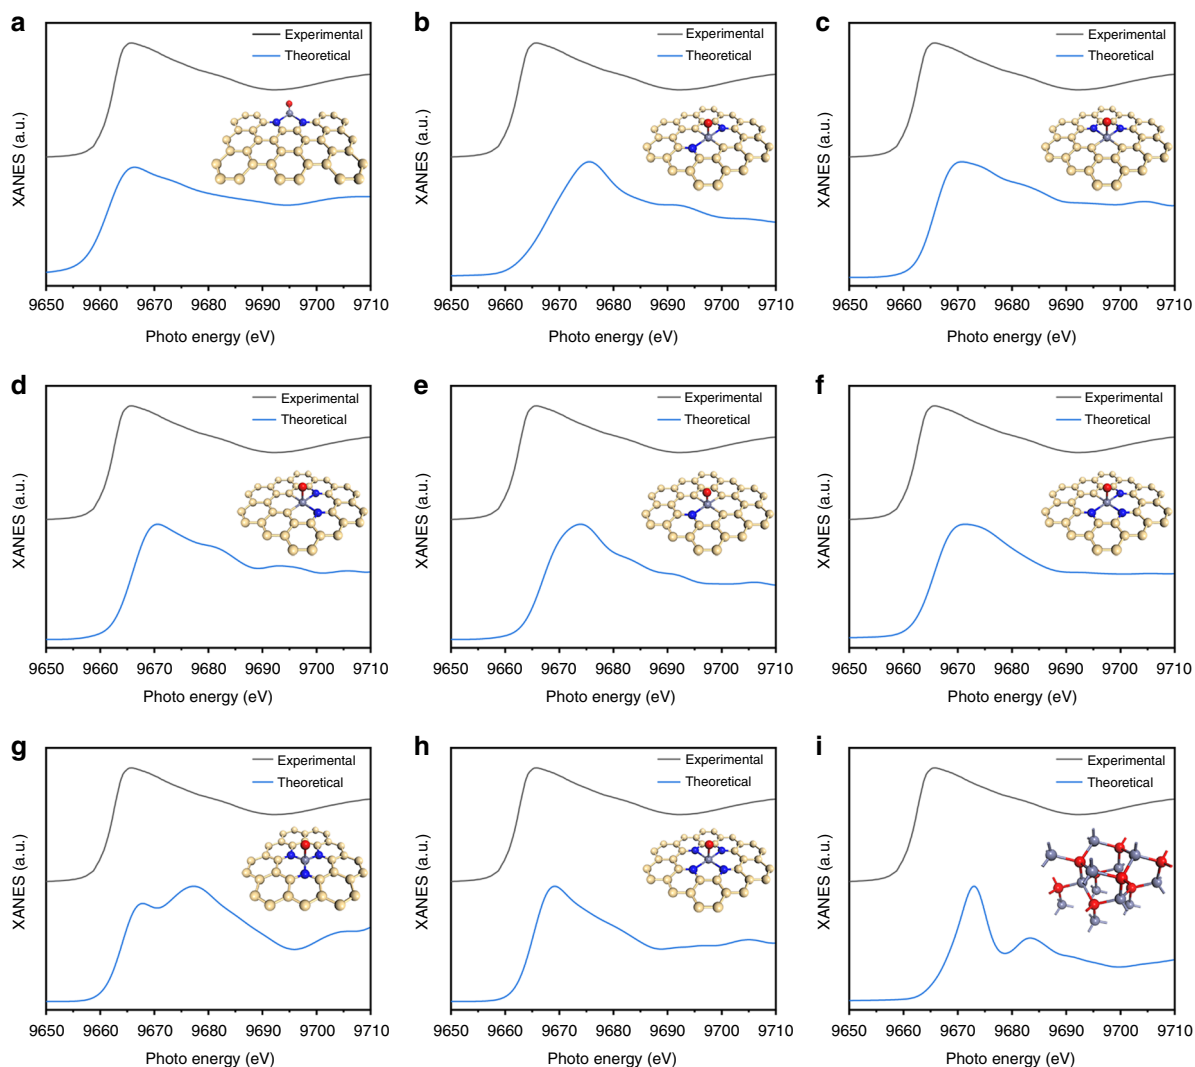 a
Experimental
Theoretical
XANES (a.u.)
9650 9660 9670 9680 9690 9700 9710
Photo energy (eV)
b
Experimental
Theoretical
XANES (a.u.)
9650 9660 9670 9680 9690 9700 9710
Photo energy (eV)
c
Experimental
Theoretical
XANES (a.u.)
9650 9660 9670 9680 9690 9700 9710
Photo energy (eV)
d
Experimental
Theoretical
XANES (a.u.)
9650 9660 9670 9680 9690 9700 9710
Photo energy (eV)
e
Experimental
Theoretical
XANES (a.u.)
9650 9660 9670 9680 9690 9700 9710
Photo energy (eV)
f
Experimental
Theoretical
XANES (a.u.)
9650 9660 9670 9680 9690 9700 9710
Photo energy (eV)
g
Experimental
Theoretical
XANES (a.u.)
9650 9660 9670 9680 9690 9700 9710
Photo energy (eV)
h
Experimental
Theoretical
XANES (a.u.)
9650 9660 9670 9680 9690 9700 9710
Photo energy (eV)
i
Experimental
Theoretical
XANES (a.u.)
9650 9660 9670 9680 9690 9700 9710
Photo energy (eV)